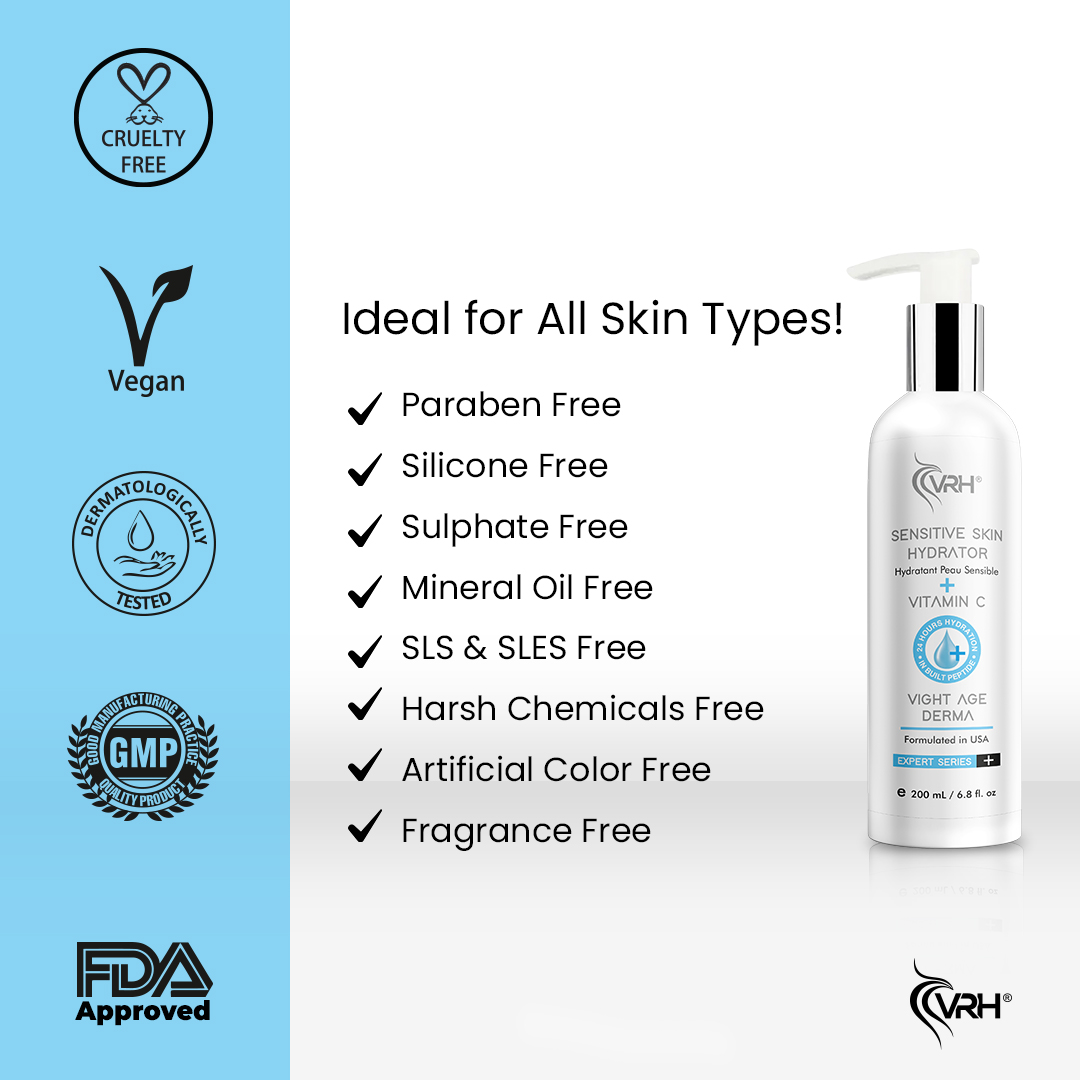 CRUELTY
FREE
Vegan
DERMATOLOGICALLY
TESTED
GOOD MANUFACTURING PRACTICE
GMP
QUALITY PRODUCT
FDA
Approved
Ideal for All Skin Types!
Paraben Free
Silicone Free
Sulphate Free
Mineral Oil Free
SLS & SLES Free
Harsh Chemicals Free
Artificial Color Free
Fragrance Free
VRH®
SENSITIVE SKIN
HYDRATOR
Hydratant Peau Sensible
+
VITAMIN C
24 HOURS HYDRATION
+
IN BUILT PEPTIDE
VIGHT AGE
DERMA
Formulated in USA
EXPERT SERIES +
e 200 mL / 6.8 fl. oz
VRH®